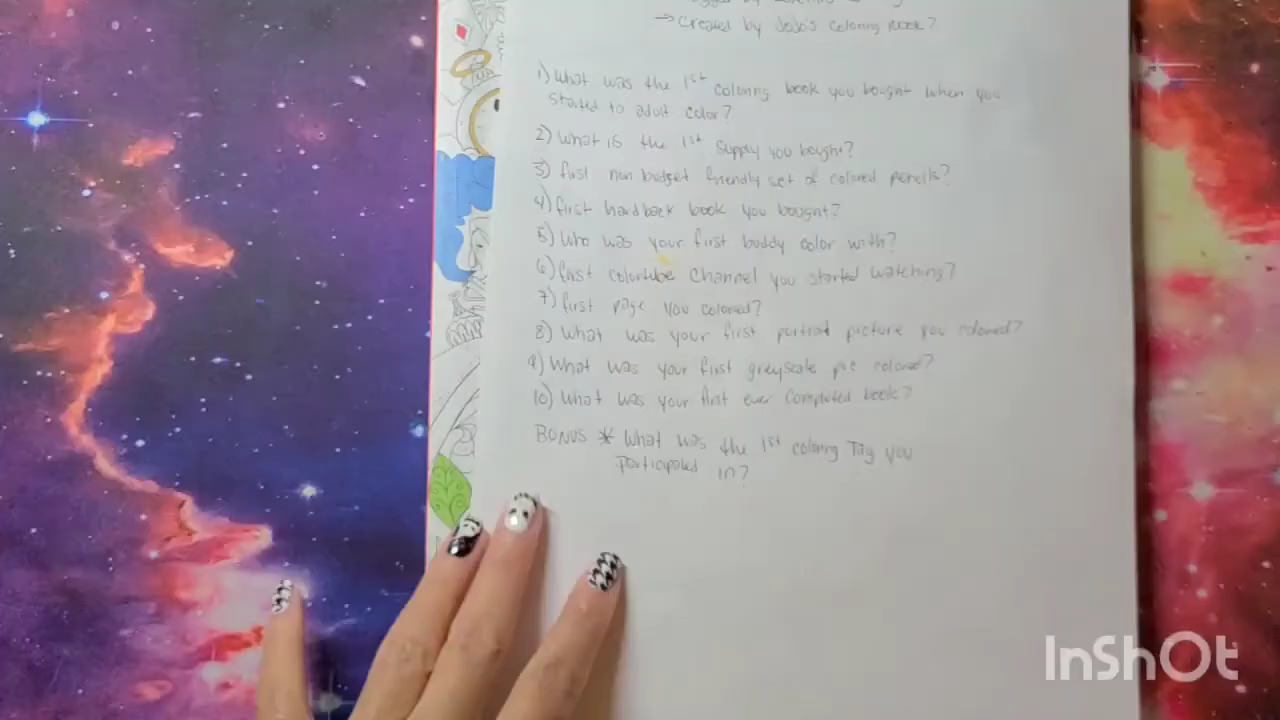 by
→ Created by JoJo's Coloring Nook?
1) What was the 1st coloring book you bought when you
started to adult color?
2) What is the 1st supply you bought?
3) first non budget friendly set of colored pencils?
4) first hardback book you bought?
5) Who was your first buddy color with?
6) first colortube channel you started watching?
7) first page you colored?
8) What was your first portrait picture you colored?
9) What was your first greyscale pic colored?
10) What was your first ever completed book?
BONUS * What was the 1st coloring Tag you
participated in?
InShOt